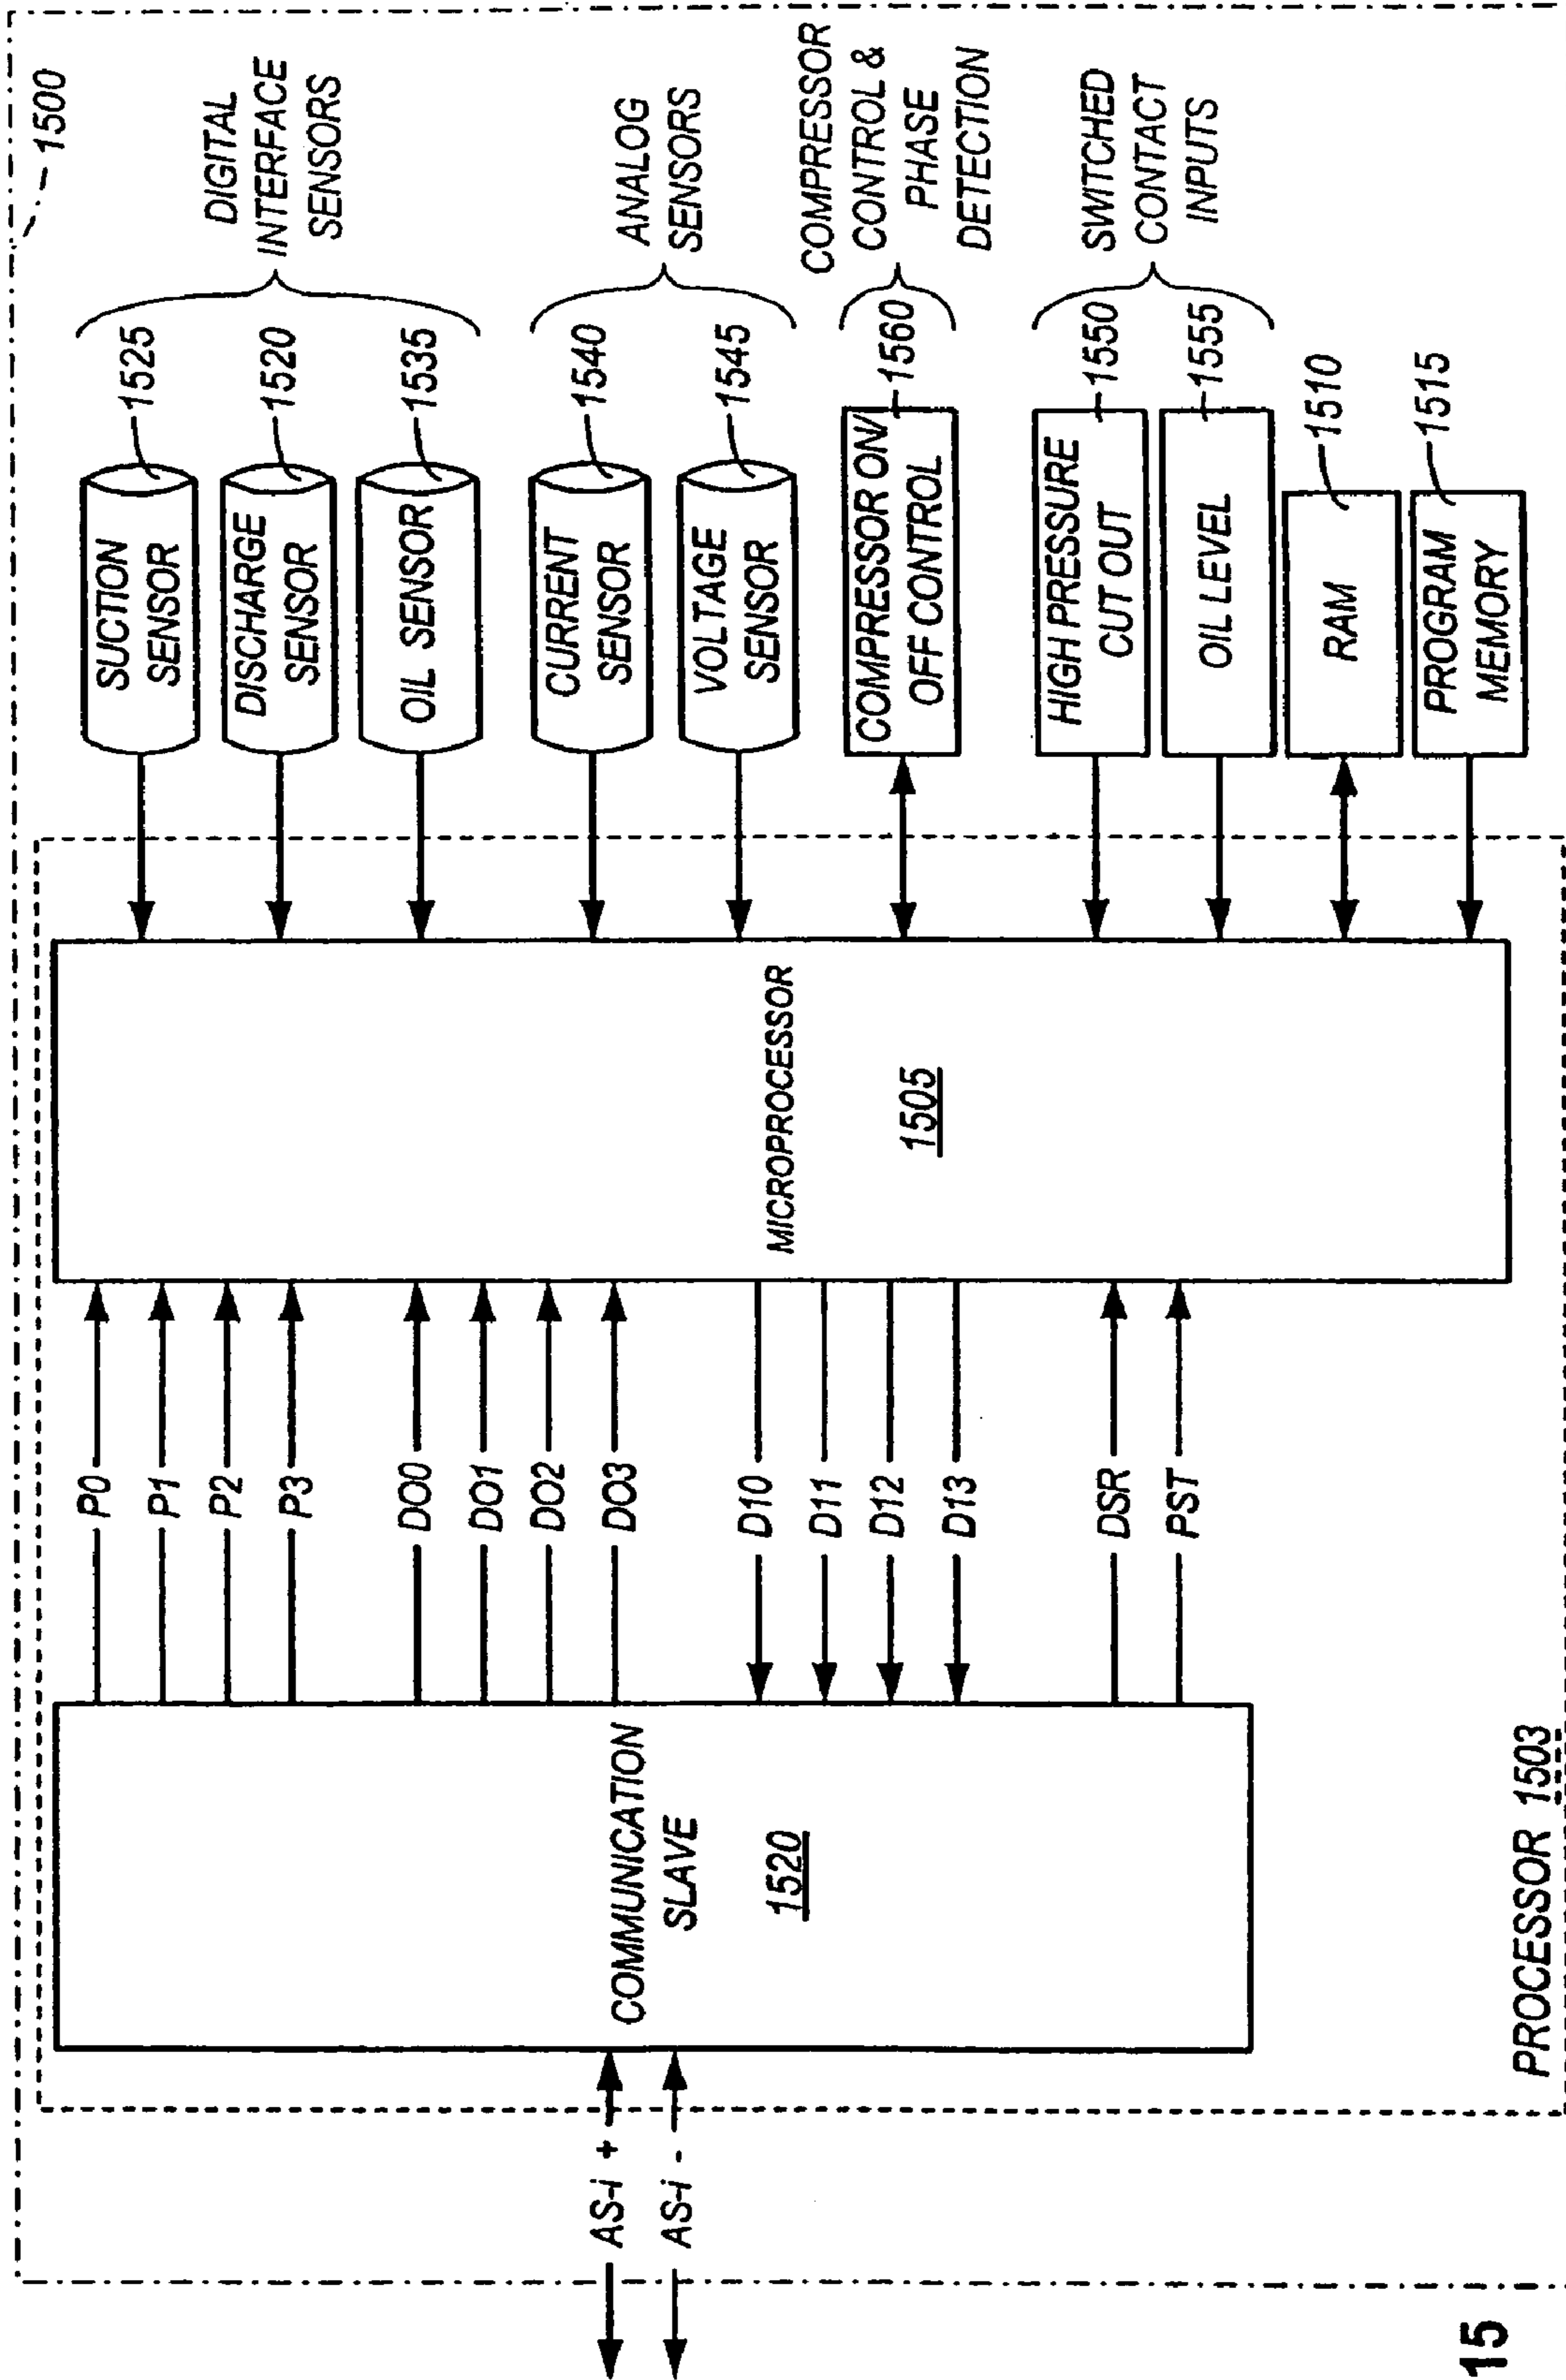 1500
DIGITAL
INTERFACE
SENSORS
ANALOG
SENSORS
COMPRESSOR
CONTROL &
PHASE
DETECTION
SWITCHED
CONTACT
INPUTS
1525
1520
1535
1540
1545
1560
1550
1555
1510
1515
SUCTION
SENSOR
DISCHARGE
SENSOR
OIL SENSOR
CURRENT
SENSOR
VOLTAGE
SENSOR
COMPRESSOR ON/
OFF CONTROL
HIGH PRESSURE
CUT OUT
OIL LEVEL
RAM
PROGRAM
MEMORY
MICROPROCESSOR
1505
P0
P1
P2
P3
DO0
DO1
DO2
DO3
D10
D11
D12
D13
DSR
PST
COMMUNICATION
SLAVE
1520
PROCESSOR 1503
AS-i +
AS-i -
15